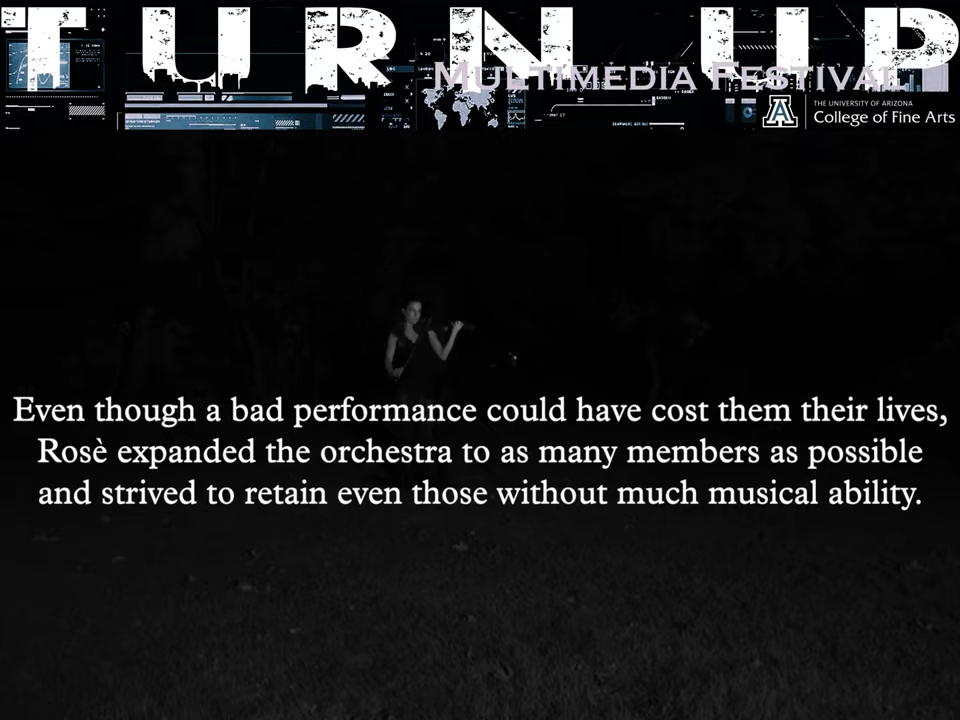 TURN UP
MULTIMEDIA FESTIVAL
THE UNIVERSITY OF ARIZONA
College of Fine Arts
Even though a bad performance could have cost them their lives,
Rosè expanded the orchestra to as many members as possible
and strived to retain even those without much musical ability.